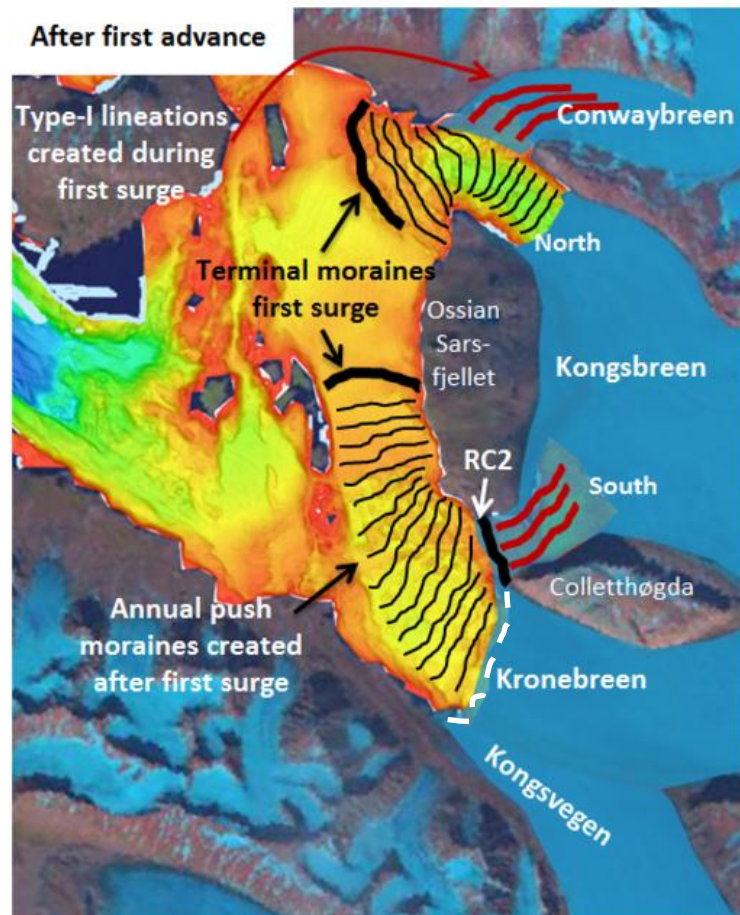 After first advance
Type-I lineations
created during
first surge
Conwaybreen
North
Terminal moraines
first surge
Ossian
Sars-
fjellet
Kongsbreen
RC2
South
Colletthøgda
Annual push
moraines created
after first surge
Kronebreen
Kongsvegen